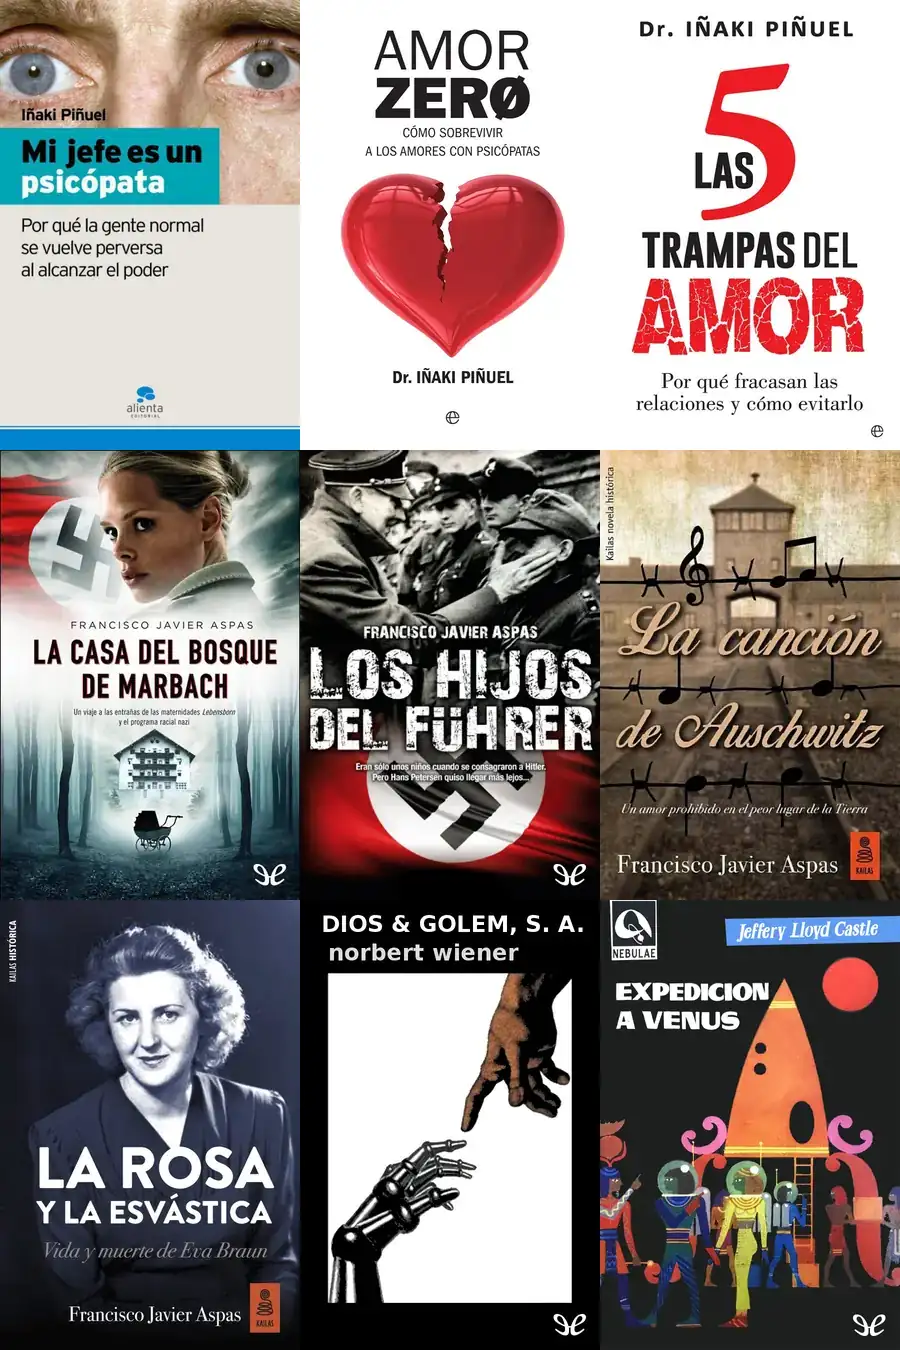 Iñaki Piñuel
Mi jefe es un
psicópata
Por qué la gente normal
se vuelve perversa
al alcanzar el poder
alienta
EDITORIAL
AMOR
ZERØ
CÓMO SOBREVIVIR
A LOS AMORES CON PSICÓPATAS
Dr. IÑAKI PIÑUEL
Dr. IÑAKI PIÑUEL
LAS 5
TRAMPAS DEL
AMOR
Por qué fracasan las
relaciones y cómo evitarlo
FRANCISCO JAVIER ASPAS
LA CASA DEL BOSQUE
DE MARBACH
Un viaje a las entrañas de las maternidades Lebensborn
y el programa racial nazi
FRANCISCO JAVIER ASPAS
LOS HIJOS
DEL FÜHRER
Eran sólo unos niños cuando se consagraron a Hitler.
Pero Hans Petersen quiso llegar más lejos...
Kailas novela histórica
La canción
de Auschwitz
Un amor prohibido en el peor lugar de la Tierra
Francisco Javier Aspas
KAILAS
KAILAS HISTÓRICA
LA ROSA
Y LA ESVÁSTICA
Vida y muerte de Eva Braun
Francisco Javier Aspas
KAILAS
DIOS & GOLEM, S. A.
norbert wiener
NEBULAE
Jeffery Lloyd Castle
EXPEDICION
A VENUS